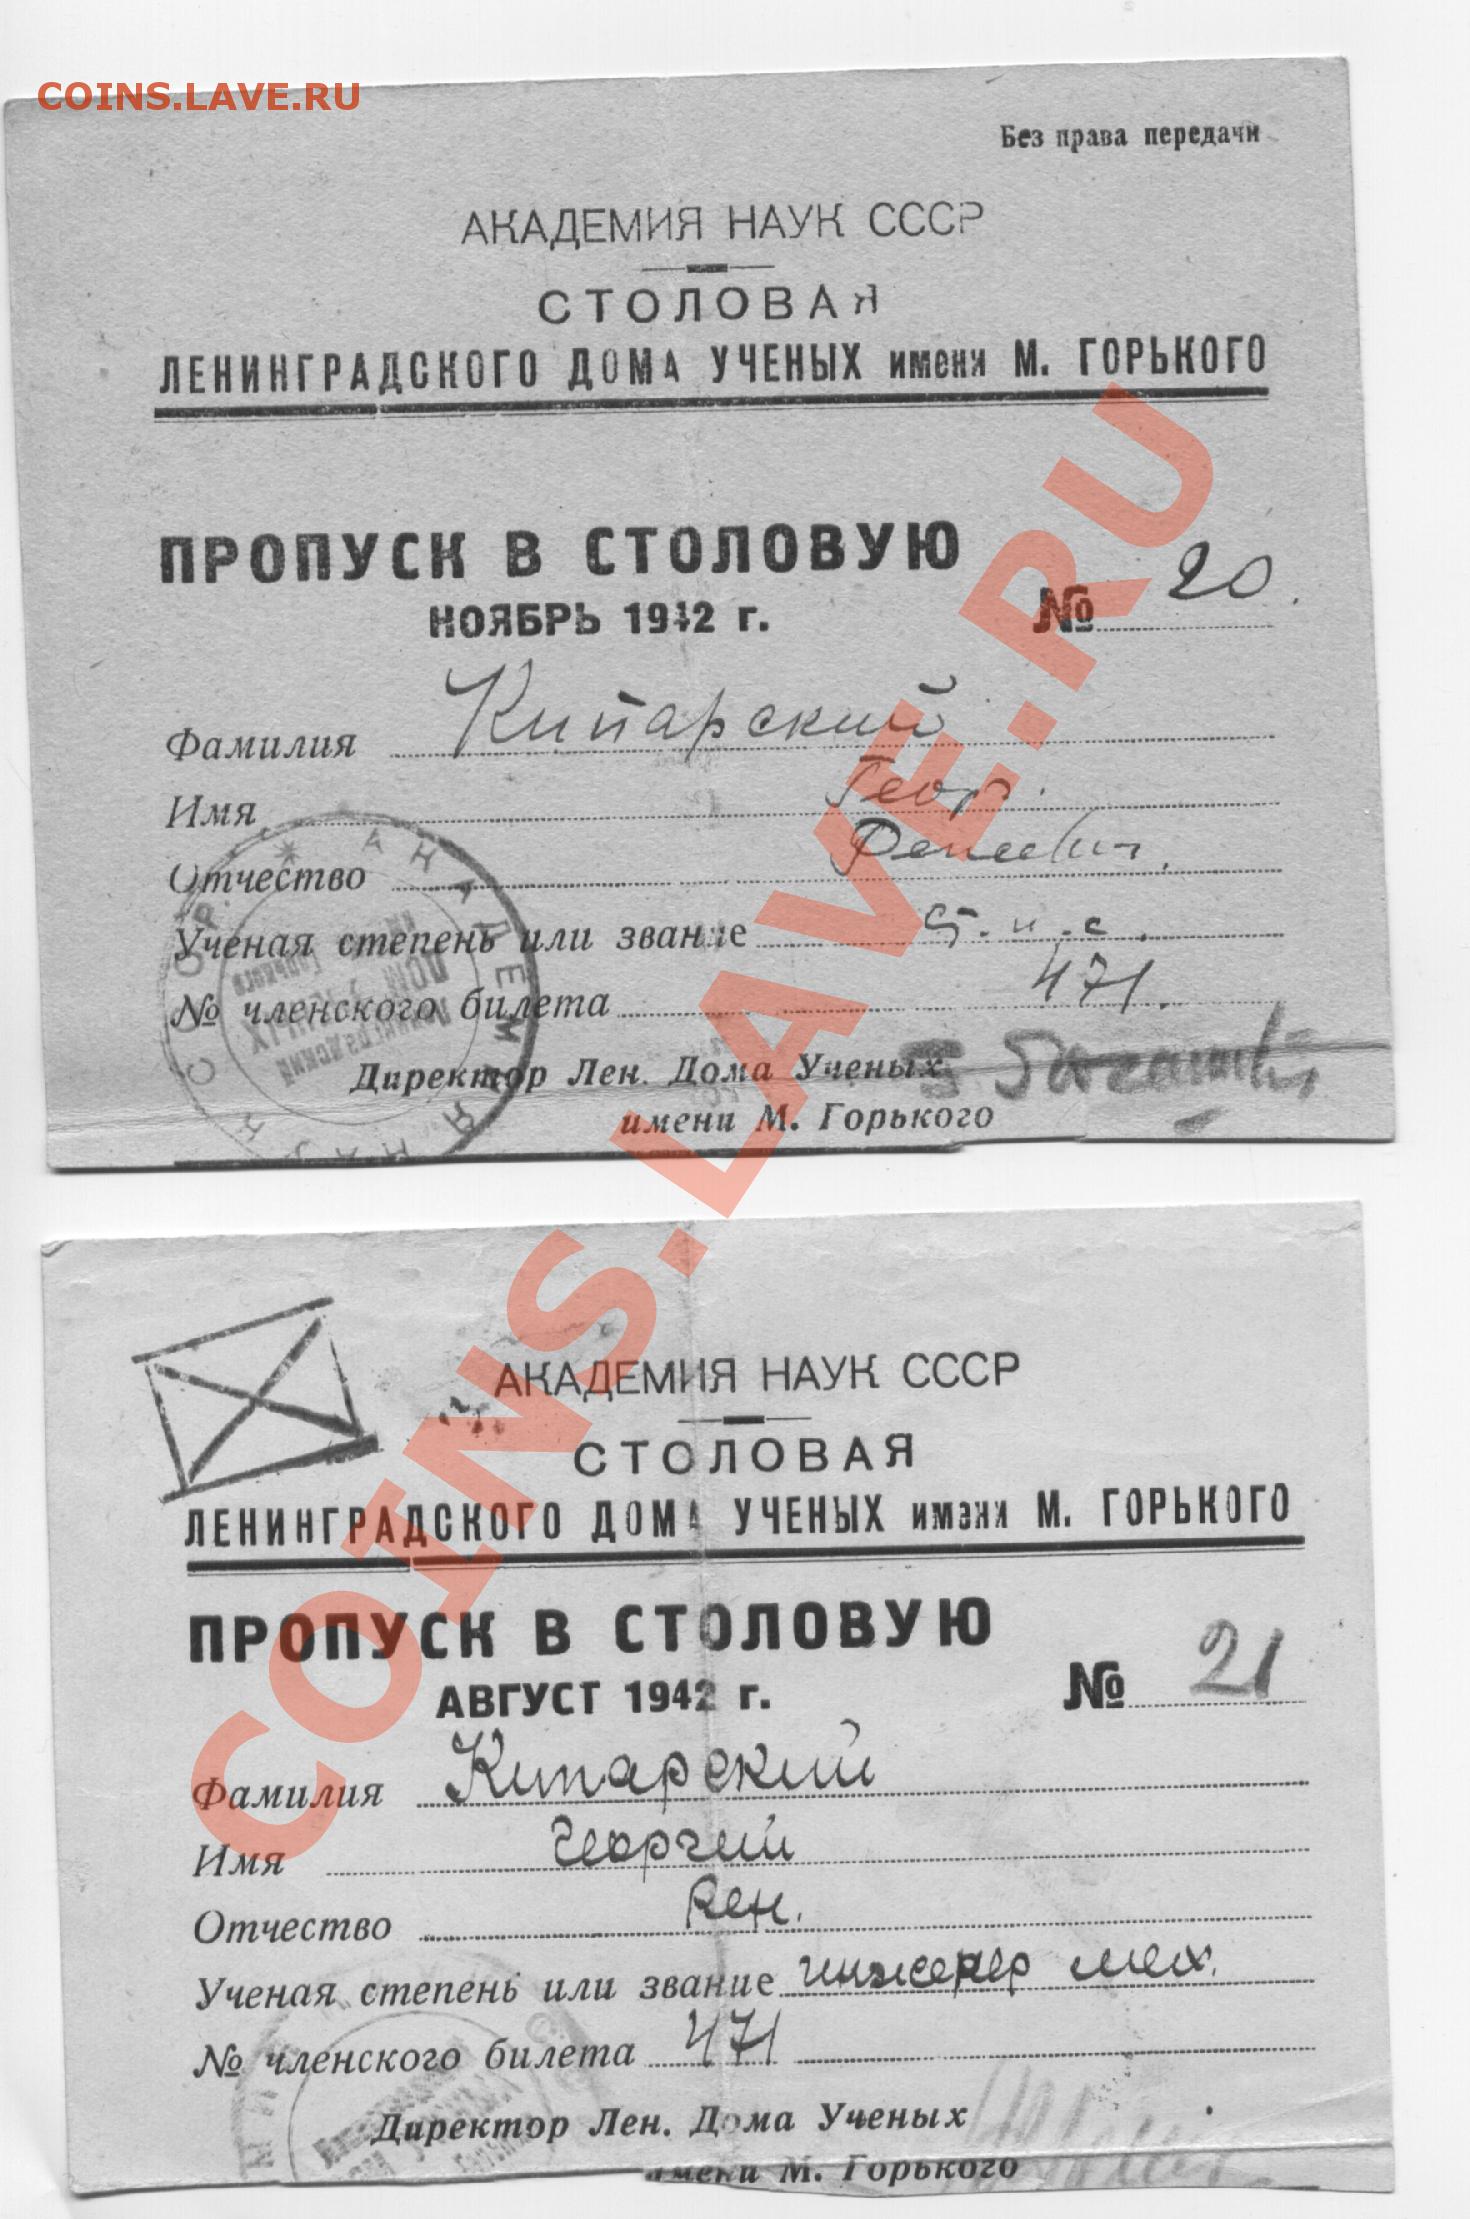 COINS.LAVE.RU
Без права передачи
АКАДЕМИЯ НАУК СССР
СТОЛОВАЯ
ЛЕНИНГРАДСКОГО ДОМА УЧЕНЫХ имени М. ГОРЬКОГО
ПРОПУСК В СТОЛОВУЮ
НОЯБРЬ 1942 г.
№ 20.
Фамилия Кипарский
Имя Геор.
Отчество
Ученая степень или звание
№ членского билета 471.
Директор Лен. Дома Ученых
имени М. Горького
АКАДЕМИЯ НАУК СССР
СТОЛОВАЯ
ЛЕНИНГРАДСКОГО ДОМА УЧЕНЫХ имени М. ГОРЬКОГО
ПРОПУСК В СТОЛОВУЮ
АВГУСТ 1942 г.
№ 21
Фамилия Кипарский
Имя Георгий
Отчество Рен.
Ученая степень или звание инженер мех.
№ членского билета 471
Директор Лен. Дома Ученых
имени М. Горького
COINS.LAVE.RU